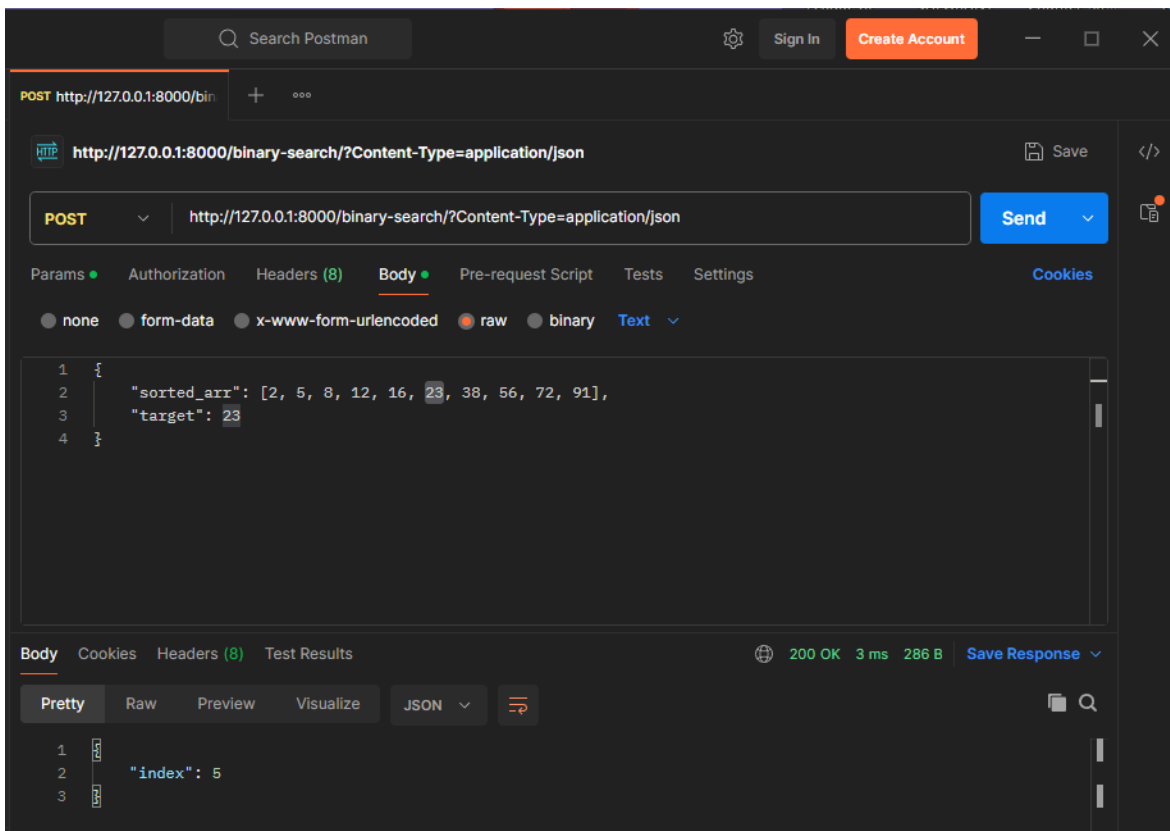 Search Postman
Sign In
Create Account
POST http://127.0.0.1:8000/bin
HTTP http://127.0.0.1:8000/binary-search/?Content-Type=application/json
Save
</>
POST http://127.0.0.1:8000/binary-search/?Content-Type=application/json
Send
Params Authorization Headers (8) Body Pre-request Script Tests Settings Cookies
none form-data x-www-form-urlencoded raw binary Text
1 {
2 "sorted_arr": [2, 5, 8, 12, 16, 23, 38, 56, 72, 91],
3 "target": 23
4 }
Body Cookies Headers (8) Test Results 200 OK 3 ms 286 B Save Response
Pretty Raw Preview Visualize JSON
1 {
2 "index": 5
3 }